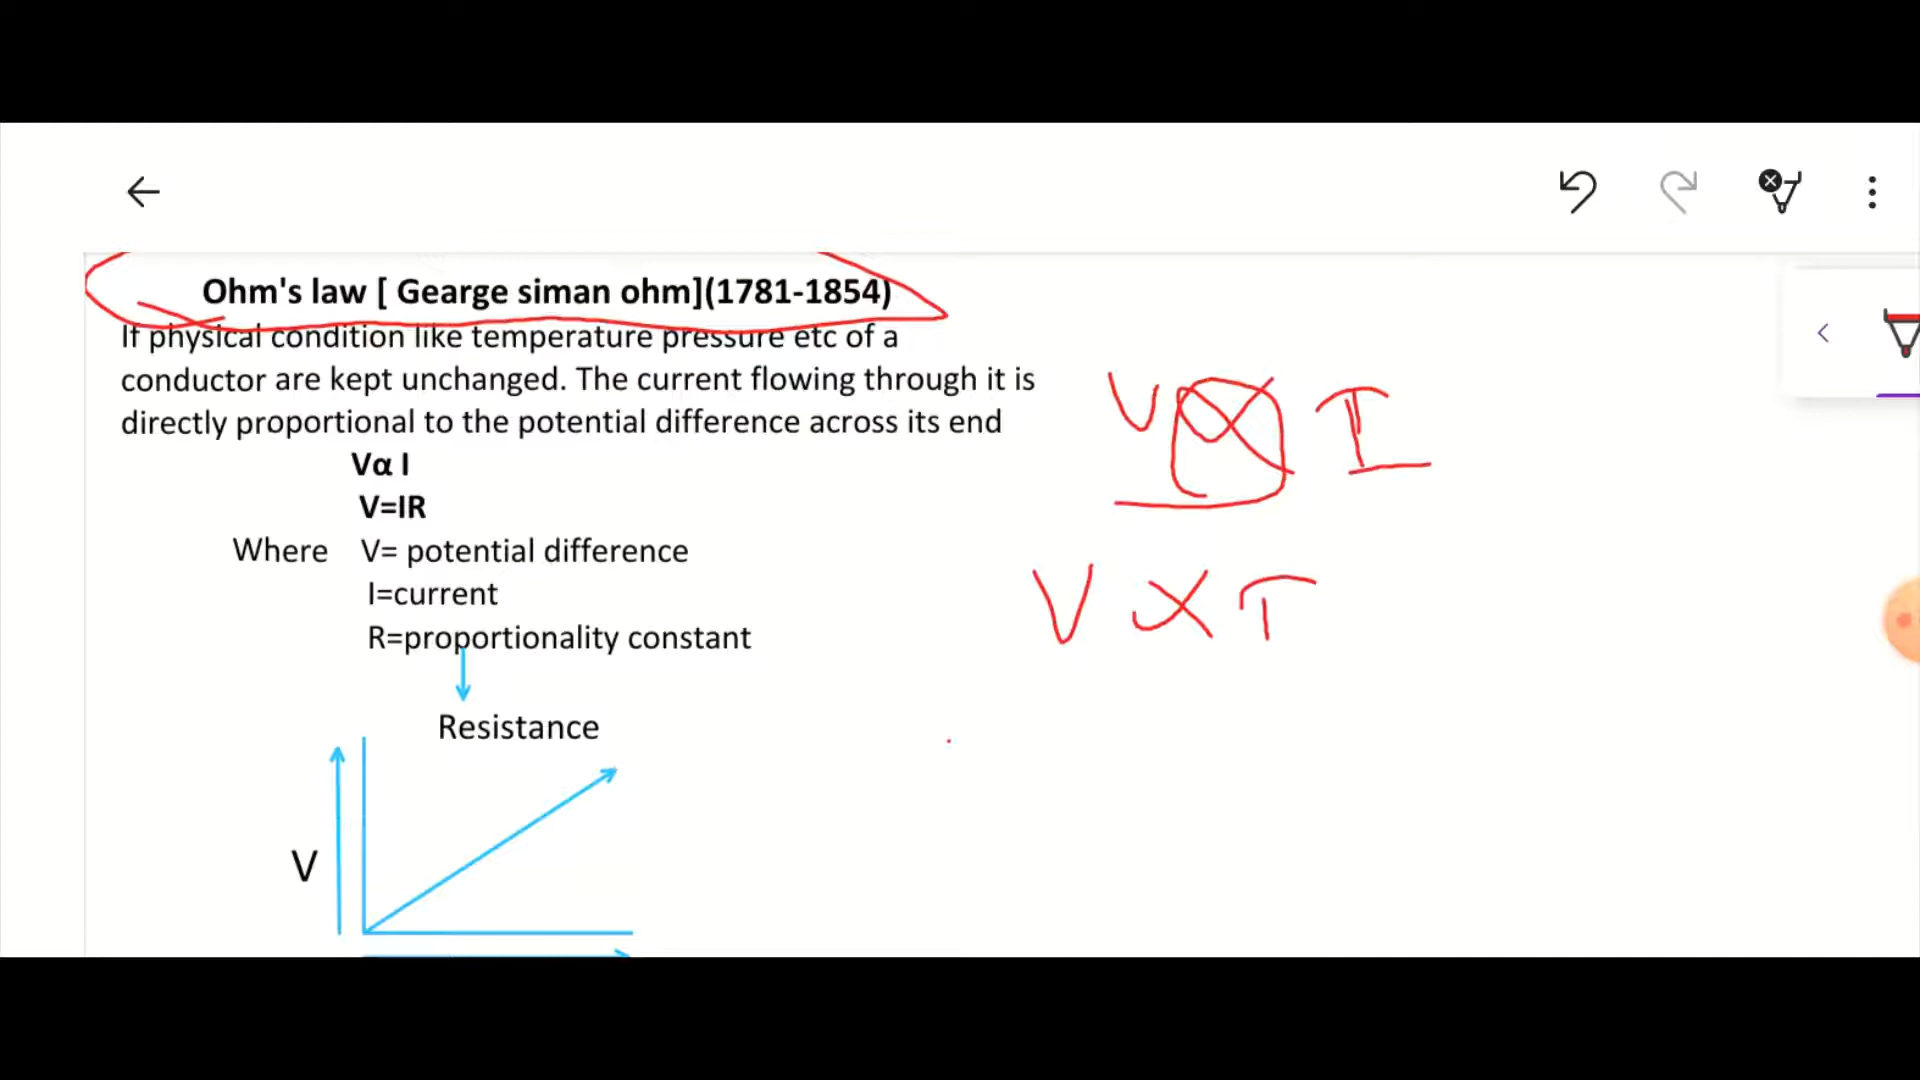 Ohm's law [ Gearge siman ohm](1781-1854)
If physical condition like temperature pressure etc of a
conductor are kept unchanged. The current flowing through it is
directly proportional to the potential difference across its end
Vα I
V=IR
Where V= potential difference
I=current
R=proportionality constant
Resistance
V
V ∝ I
V ∝ I